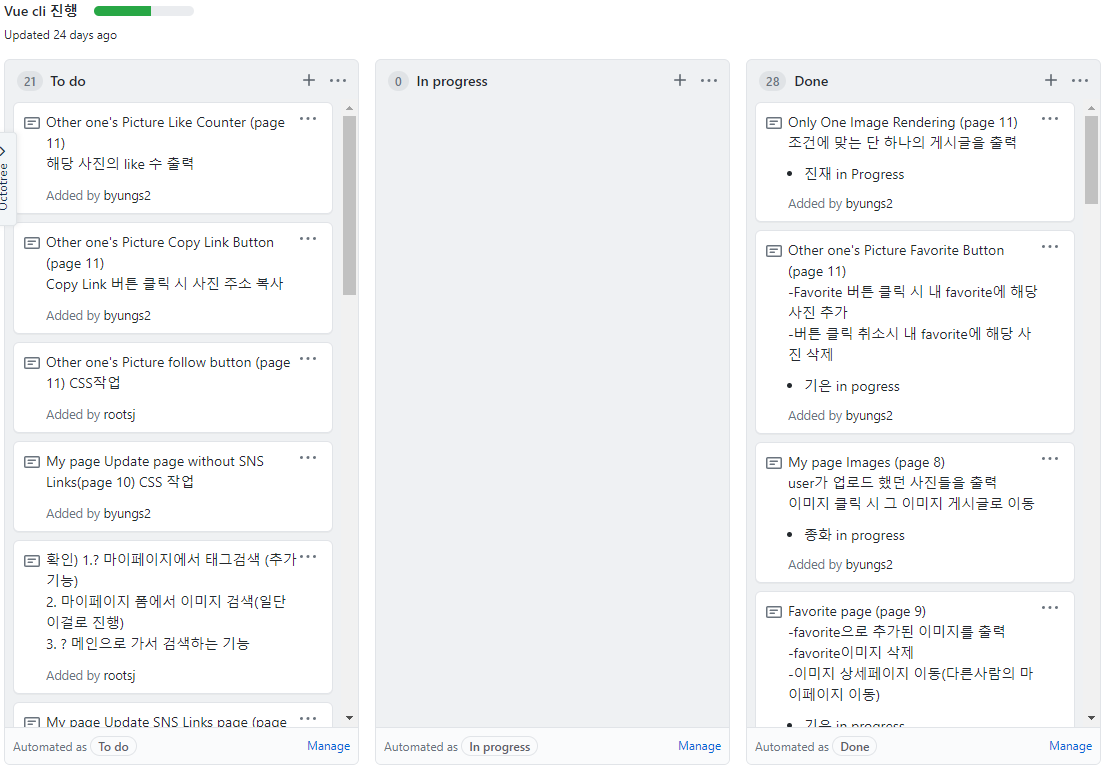 Vue cli 진행
Updated 24 days ago
Octotree
21 To do
Other one's Picture Like Counter (page
11)
해당 사진의 like 수 출력
Added by byungs2
Other one's Picture Copy Link Button
(page 11)
Copy Link 버튼 클릭 시 사진 주소 복사
Added by byungs2
Other one's Picture follow button (page
11) CSS작업
Added by rootsj
My page Update page without SNS
Links(page 10) CSS 작업
Added by byungs2
확인) 1.? 마이페이지에서 태그검색 (추가
기능)
2. 마이페이지 폼에서 이미지 검색(일단
이걸로 진행)
3. ? 메인으로 가서 검색하는 기능
Added by rootsj
My page Update SNS Links page (page
Automated as To do Manage
0 In progress
Automated as In progress Manage
28 Done
Only One Image Rendering (page 11)
조건에 맞는 단 하나의 게시글을 출력
• 진재 in Progress
Added by byungs2
Other one's Picture Favorite Button
(page 11)
-Favorite 버튼 클릭 시 내 favorite에 해당
사진 추가
-버튼 클릭 취소시 내 favorite에 해당 사
진 삭제
• 기은 in pogress
Added by byungs2
My page Images (page 8)
user가 업로드 했던 사진들을 출력
이미지 클릭 시 그 이미지 게시글로 이동
• 종화 in progress
Added by byungs2
Favorite page (page 9)
-favorite으로 추가된 이미지를 출력
-favorite이미지 삭제
-이미지 상세페이지 이동(다른사람의 마
이페이지 이동)
• 기은 in progress
Automated as Done Manage